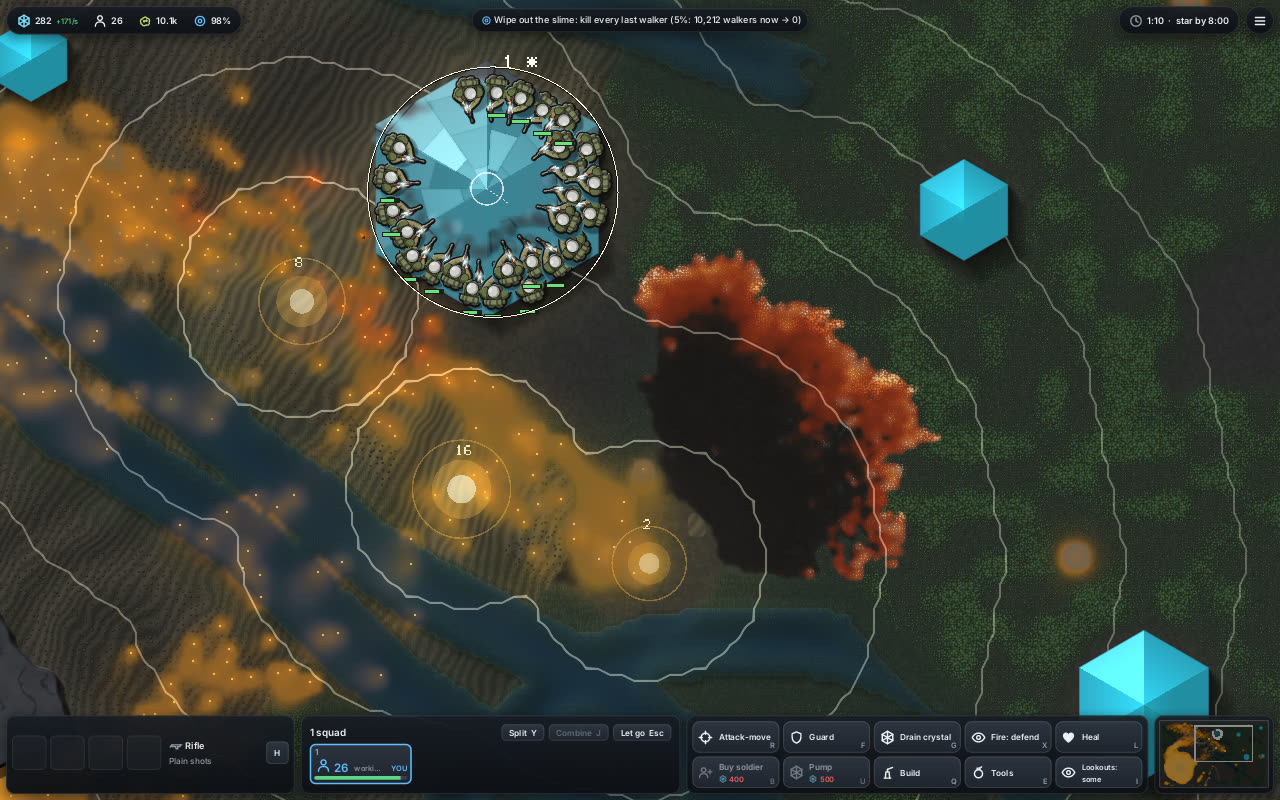 282 +171/s 26 10.1k 98%
Wipe out the slime: kill every last walker (5%: 10,212 walkers now → 0)
1:10 · star by 8:00
1
8
16
2
Rifle
Plain shots
H
1 squad
Split Y
Combine J
Let go Esc
1
26 worki... YOU
Attack-move R
Guard F
Drain crystal G
Fire: defend X
Heal L
Buy soldier 400 B
Pump 500 U
Build Q
Tools E
Lookouts: some I